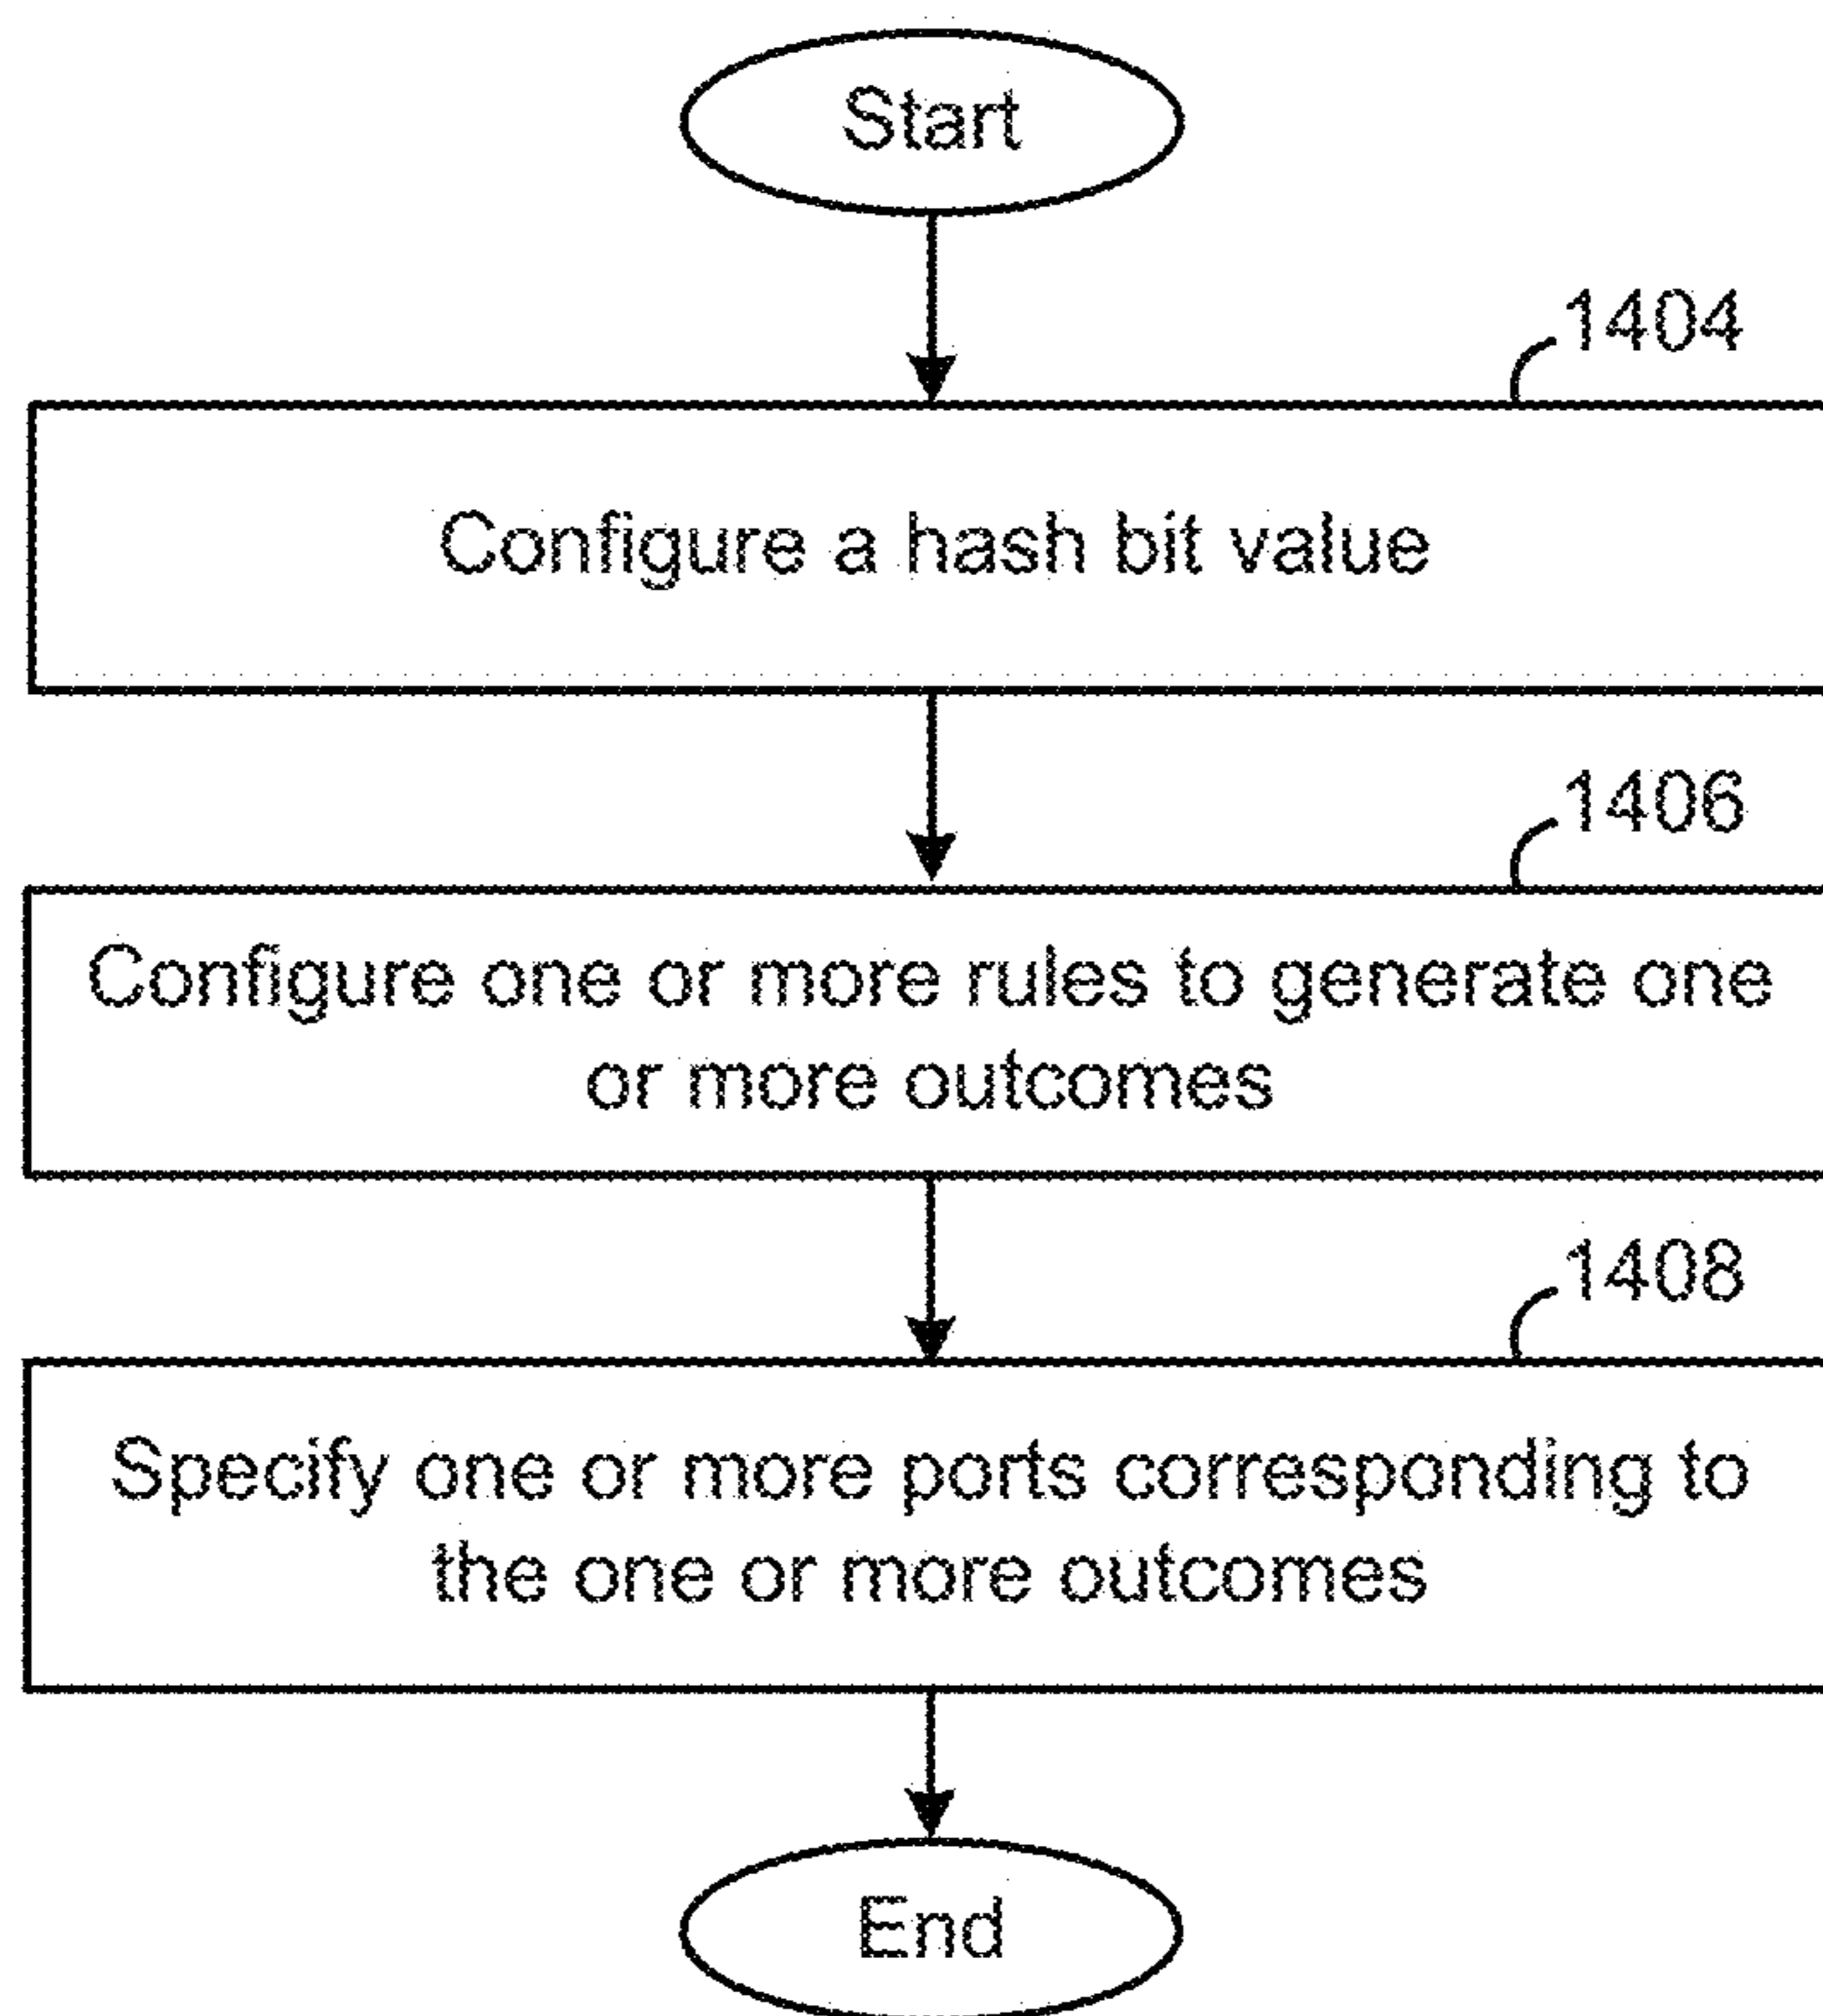 Start
1404
Configure a hash bit value
1406
Configure one or more rules to generate one
or more outcomes
1408
Specify one or more ports corresponding to
the one or more outcomes
End